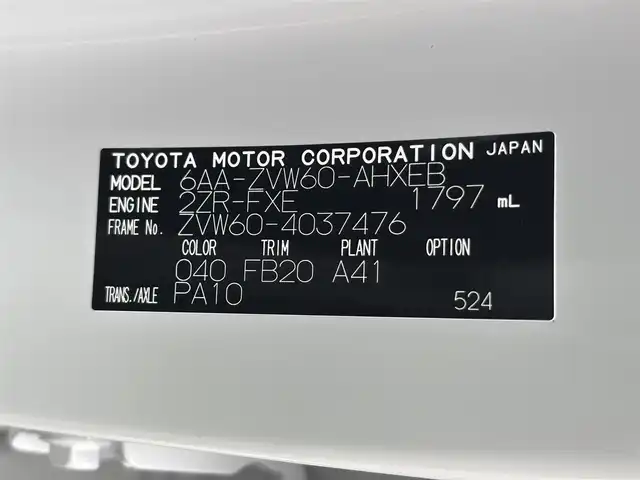 TOYOTA MOTOR CORPORATION JAPAN
MODEL 6AA-ZVW60-AHXEB
ENGINE 2ZR-FXE 1797 mL
FRAME No. ZVW60-4037476
COLOR TRIM PLANT OPTION
040 FB20 A41
TRANS./AXLE PA10 524